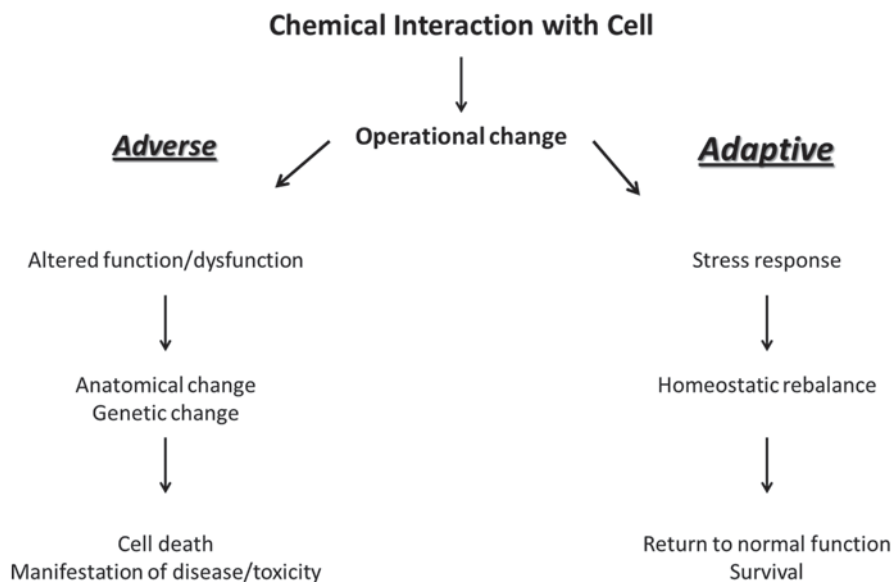 Chemical Interaction with Cell
Operational change
Adverse
Adaptive
Altered function/dysfunction
Stress response
Anatomical change
Genetic change
Homeostatic rebalance
Cell death
Manifestation of disease/toxicity
Return to normal function
Survival